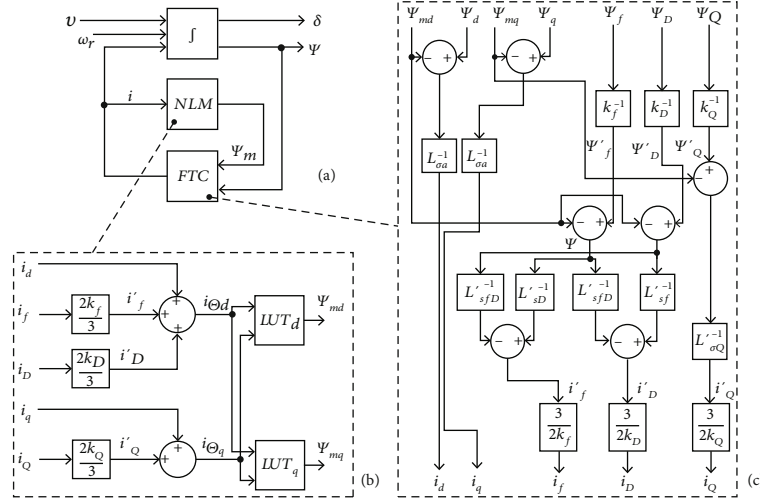 υ
ω_r
∫
δ
Ψ
i
NLM
Ψ_m
FTC
(a)
i_d
i_f
2k_f
3
i′_f
i_D
2k_D
3
i′_D
i_Θd
LUT_d
Ψ_md
i_q
i_Q
2k_Q
3
i′_Q
i_Θq
LUT_q
Ψ_mq
+
+
+
+
+
(b)
Ψ_md Ψ_d Ψ_mq Ψ_q Ψ_f Ψ_D Ψ_Q
- + - +
k_f^-1 k_D^-1 k_Q^-1
L_σa^-1 L_σa^-1
Ψ′_f Ψ′_D Ψ′_Q
- +
- + - +
Ψ
L′_sfD^-1 L′_sD^-1 L′_sfD^-1 L′_sf^-1
- + - +
L′_σQ^-1
i′_f i′_D i′_Q
3 3 3
2k_f 2k_D 2k_Q
i_d i_q i_f i_D i_Q
(c